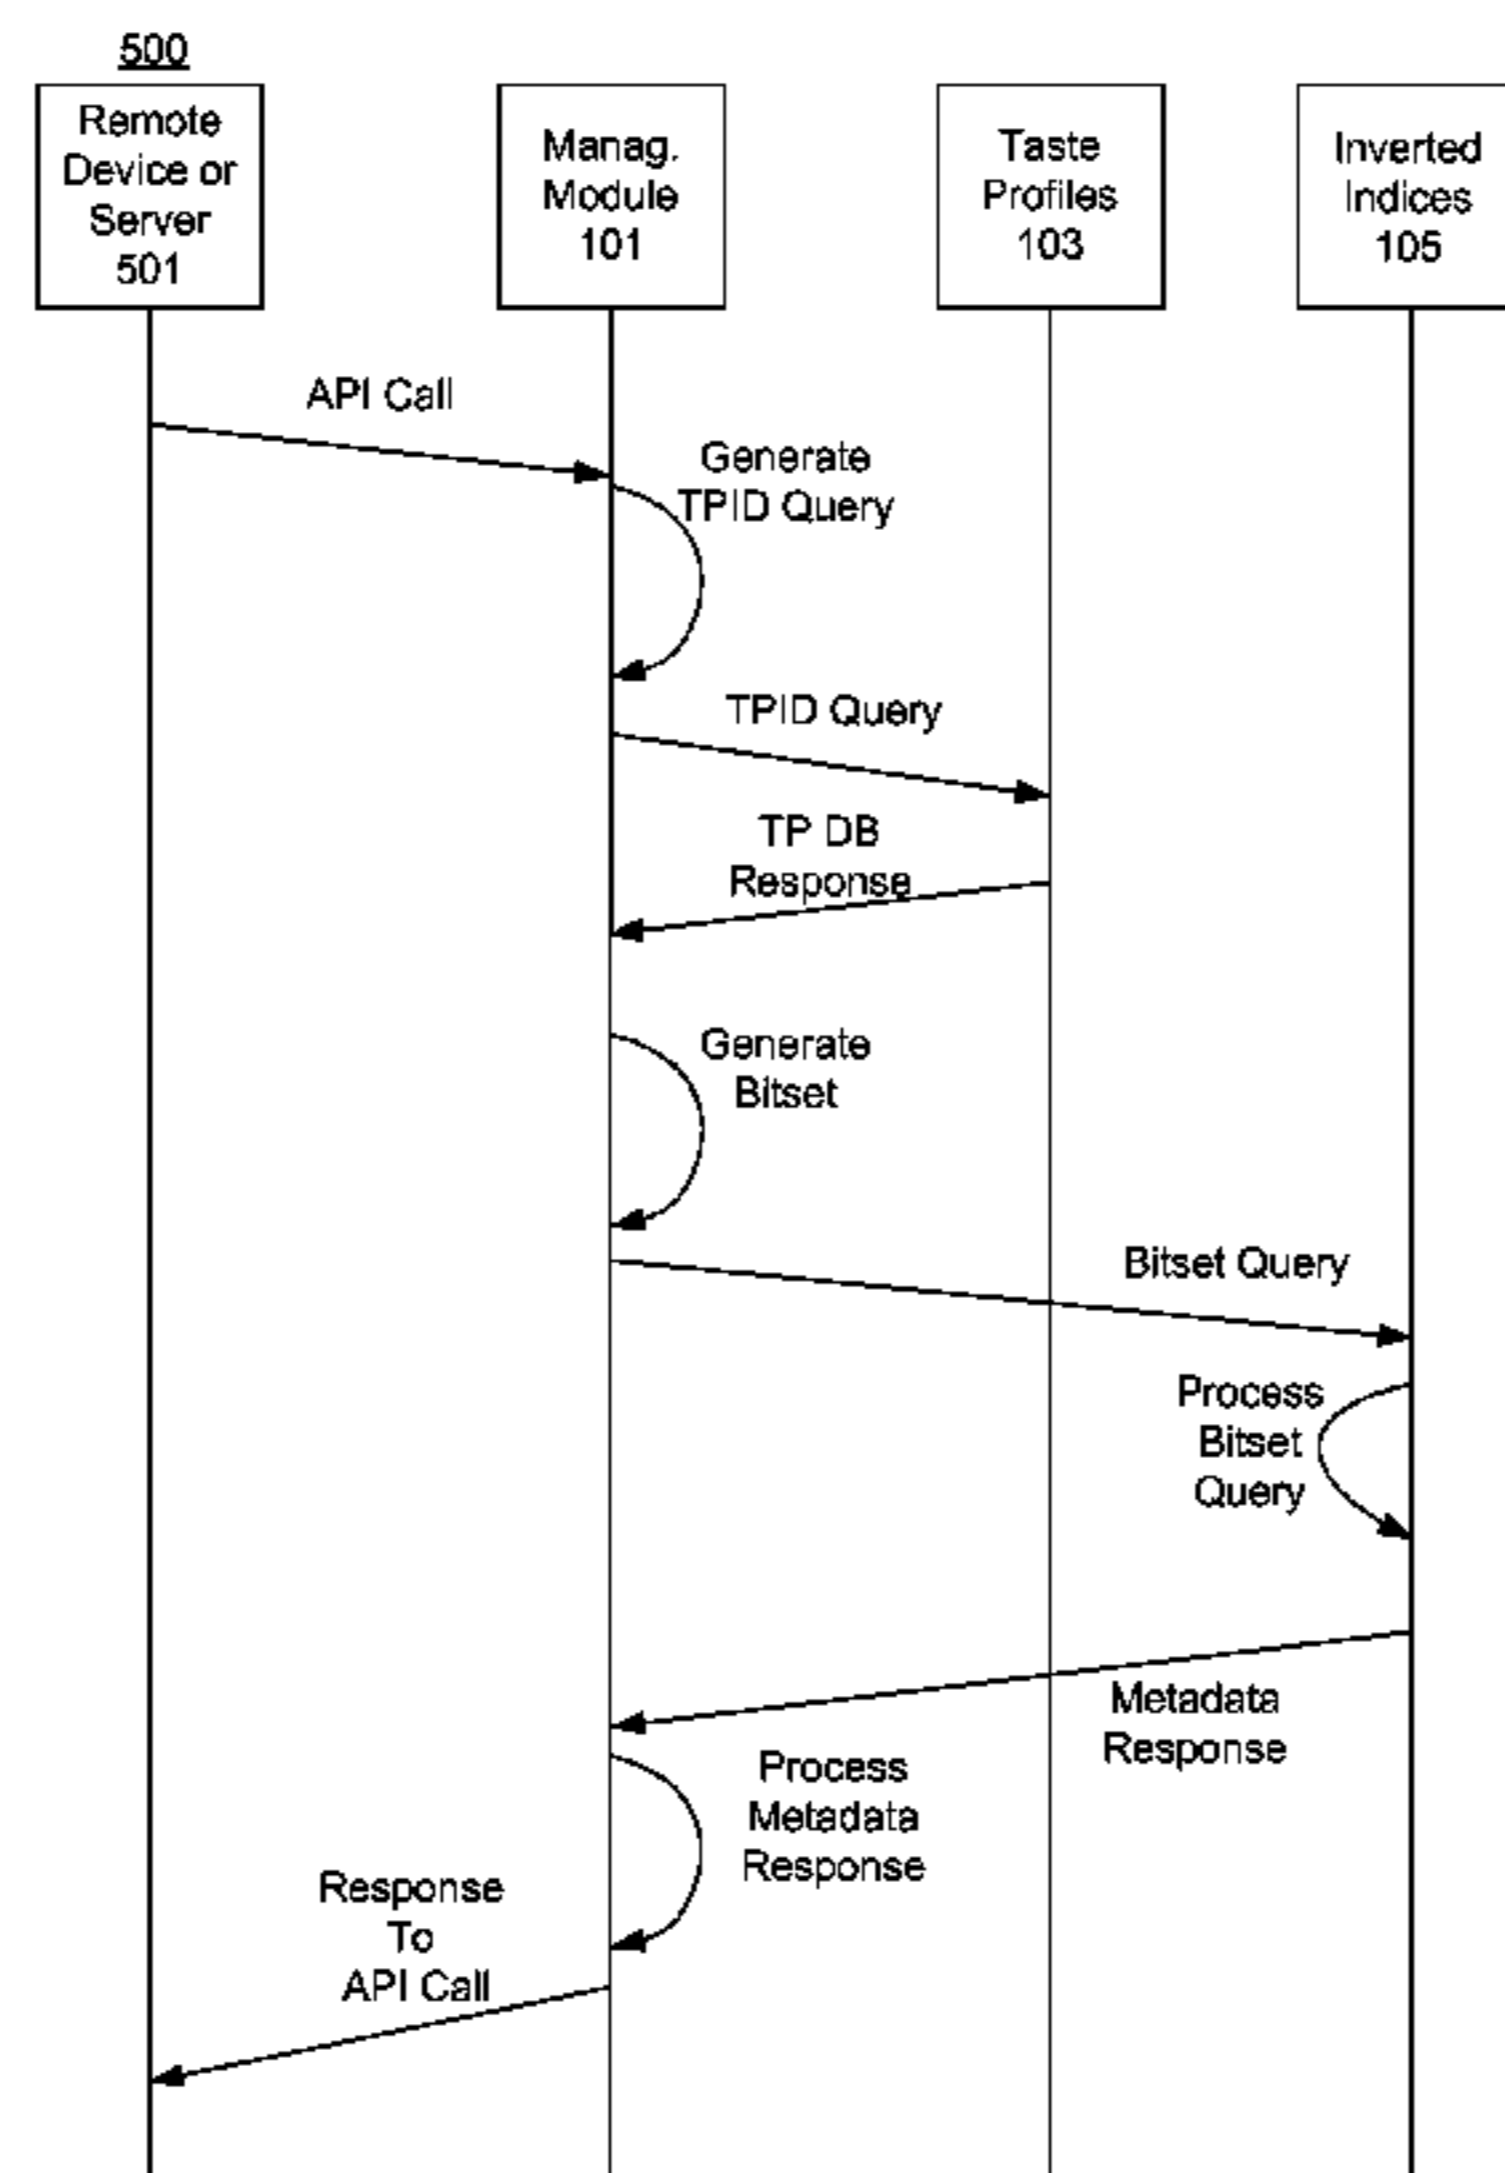 500
Remote
Device or
Server
501
Manag.
Module
101
Taste
Profiles
103
Inverted
Indices
105
API Call
Generate
TPID Query
TPID Query
TP DB
Response
Generate
Bitset
Bitset Query
Process
Bitset
Query
Metadata
Response
Process
Metadata
Response
Response
To
API Call